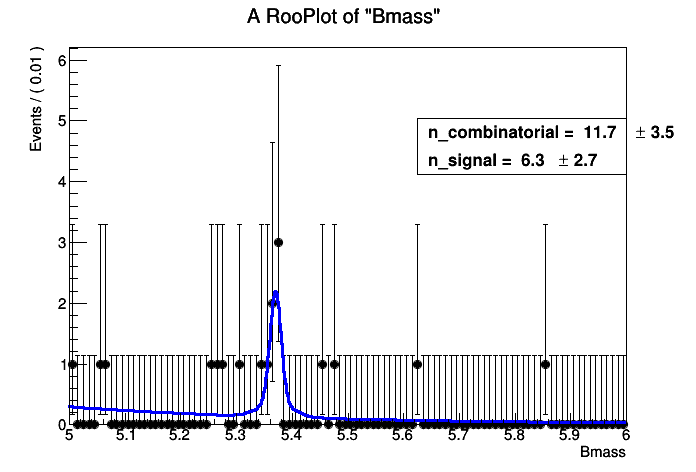 A RooPlot of "Bmass"
Events / ( 0.01 )
6
5
4
3
2
1
0
n_combinatorial = 11.7 ± 3.5
n_signal = 6.3 ± 2.7
5 5.1 5.2 5.3 5.4 5.5 5.6 5.7 5.8 5.9 6
Bmass